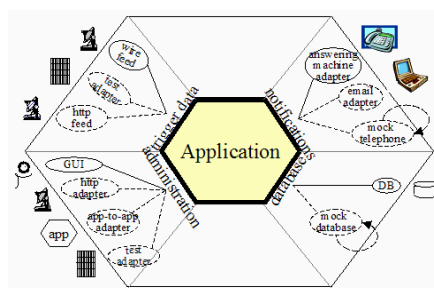 wire
feed
test
adapter
http
feed
trigger data
answering
machine
adapter
email
adapter
mock
telephone
notifications
Application
GUI
http
adapter
app-to-app
adapter
test
adapter
app
administration
databases
DB
mock
database